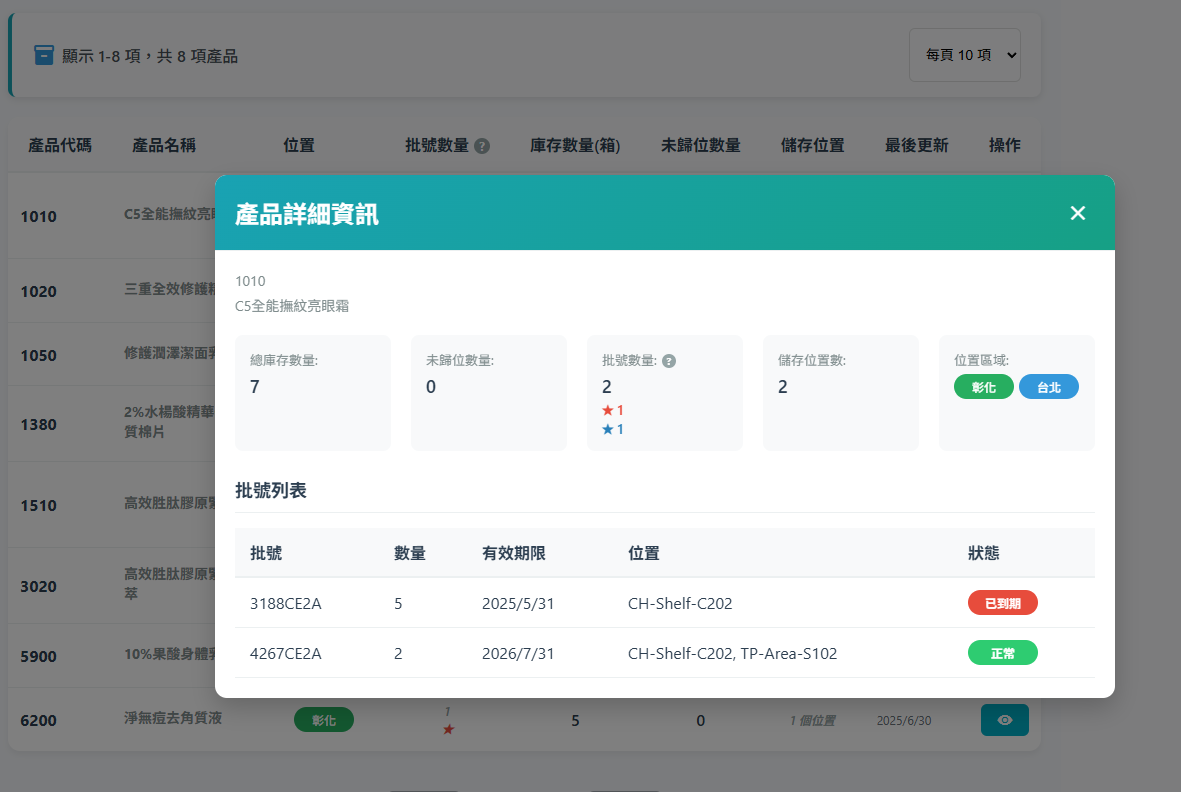 顯示 1-8 項，共 8 項產品
每頁 10 項
產品代碼 產品名稱 位置 批號數量 ? 庫存數量(箱) 未歸位數量 儲存位置 最後更新 操作
產品詳細資訊 ×
1010 C5全能撫紋亮
1020 三重全效修護
1050 修護潤澤潔面
1380 2%水楊酸精華
質棉片
1510 高效胜肽膠原
3020 高效胜肽膠原
萃
5900 10%果酸身體
1010
C5全能撫紋亮眼霜
總庫存數量: 未歸位數量: 批號數量: ? 儲存位置數: 位置區域:
7 0 2 2 彰化 台北
★ 1
★ 1
批號列表
批號 數量 有效期限 位置 狀態
3188CE2A 5 2025/5/31 CH-Shelf-C202 已到期
4267CE2A 2 2026/7/31 CH-Shelf-C202, TP-Area-S102 正常
6200 淨無痘去角質液 彰化 1 5 0 1 個位置 2025/6/30
★